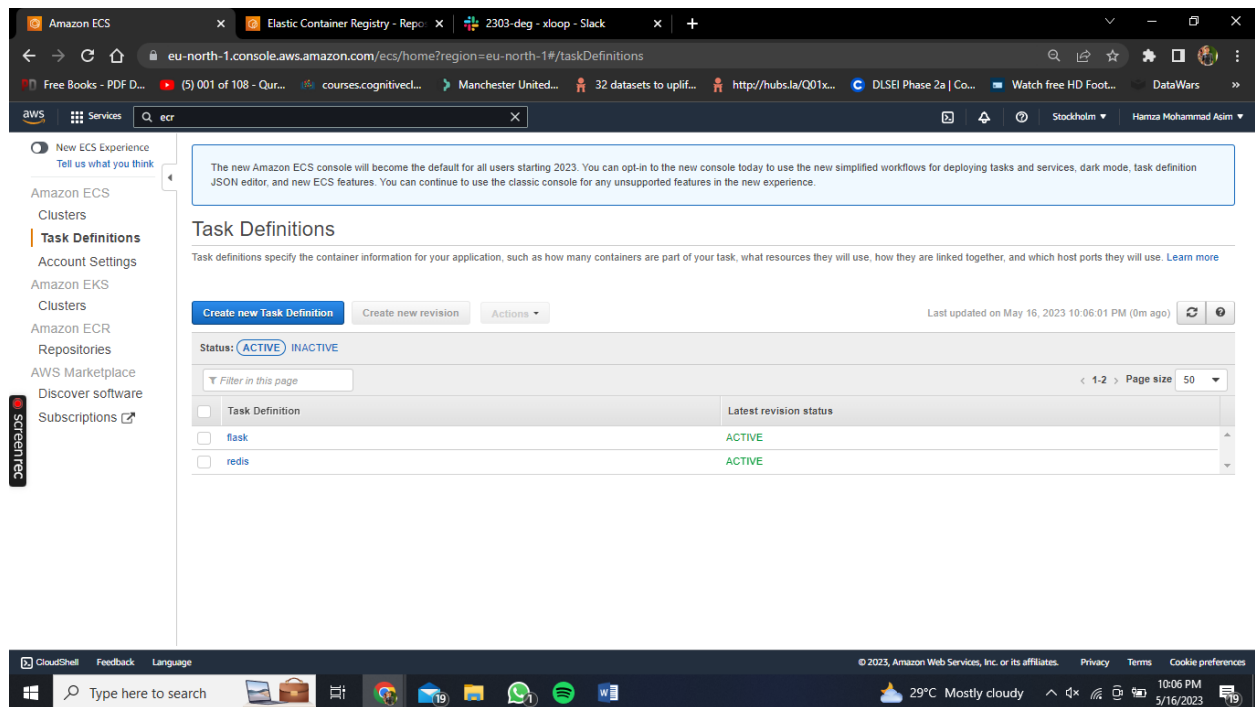 Amazon ECS
Elastic Container Registry - Repo
2303-deg - xloop - Slack
eu-north-1.console.aws.amazon.com/ecs/home?region=eu-north-1#/taskDefinitions
Free Books - PDF D...
(5) 001 of 108 - Qur...
courses.cognitivecl...
Manchester United...
32 datasets to uplif...
http://hubs.la/Q01x...
DLSEI Phase 2a | Co...
Watch free HD Foot...
DataWars
»
aws
Services
ecr
Stockholm ▼
Hamza Mohammad Asim ▼
New ECS Experience
Tell us what you think
Amazon ECS
Clusters
Task Definitions
Account Settings
Amazon EKS
Clusters
Amazon ECR
Repositories
AWS Marketplace
Discover software
Subscriptions
screenrec
The new Amazon ECS console will become the default for all users starting 2023. You can opt-in to the new console today to use the new simplified workflows for deploying tasks and services, dark mode, task definition
JSON editor, and new ECS features. You can continue to use the classic console for any unsupported features in the new experience.
Task Definitions
Task definitions specify the container information for your application, such as how many containers are part of your task, what resources they will use, how they are linked together, and which host ports they will use. Learn more
Create new Task Definition
Create new revision
Actions
Last updated on May 16, 2023 10:06:01 PM (0m ago)
Status: ACTIVE INACTIVE
Filter in this page
< 1-2 > Page size 50
Task Definition
Latest revision status
flask
ACTIVE
redis
ACTIVE
CloudShell
Feedback
Language
© 2023, Amazon Web Services, Inc. or its affiliates.
Privacy
Terms
Cookie preferences
Type here to search
19
1
29°C Mostly cloudy
10:06 PM
5/16/2023
19